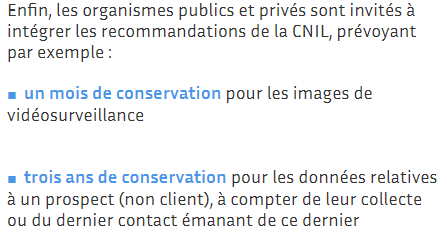 Enfin, les organismes publics et privés sont invités à
intégrer les recommandations de la CNIL, prévoyant
par exemple :
■ un mois de conservation pour les images de
vidéosurveillance
■ trois ans de conservation pour les données relatives
à un prospect (non client), à compter de leur collecte
ou du dernier contact émanant de ce dernier